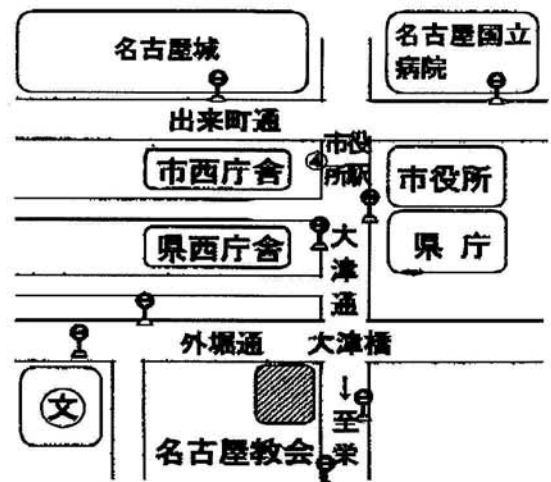 名古屋城
名古屋国立
病院
出来町通
市役
所駅
④
市西庁舎
市役所
県西庁舎
県庁
大津通
外堀通
大津橋
文
↓至栄
名古屋教会